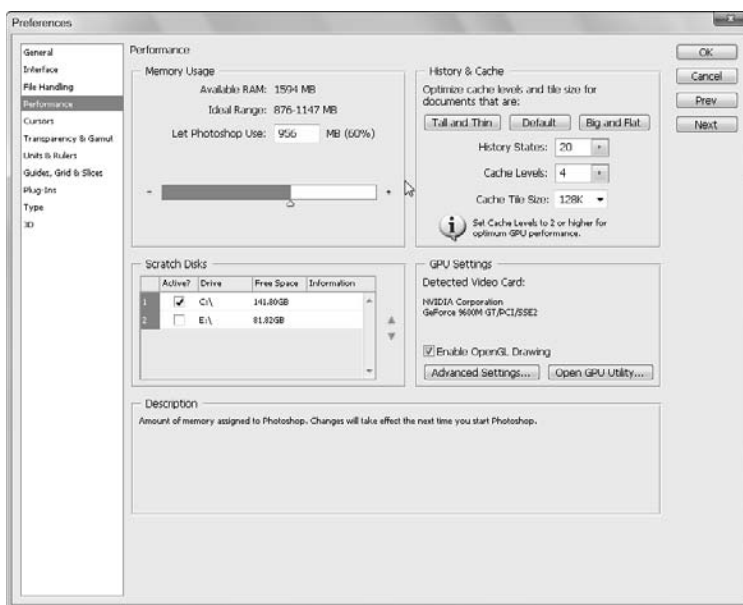 Preferences
General
Interface
File Handling
Performance
Cursors
Transparency & Gamut
Units & Rulers
Guides, Grid & Slices
Plug-Ins
Type
3D
Performance
Memory Usage
Available RAM: 1594 MB
Ideal Range: 876-1147 MB
Let Photoshop Use: 956 MB (60%)
- +
History & Cache
Optimize cache levels and tile size for
documents that are:
Tall and Thin Default Big and Flat
History States: 20
Cache Levels: 4
Cache Tile Size: 128K
Set Cache Levels to 2 or higher for
optimum GPU performance.
Scratch Disks
Active? Drive Free Space Information
1 C:\ 141.80GB
2 E:\ 81.82GB
GPU Settings
Detected Video Card:
NVIDIA Corporation
GeForce 9600M GT/PCI/SSE2
Enable OpenGL Drawing
Advanced Settings... Open GPU Utility...
Description
Amount of memory assigned to Photoshop. Changes will take effect the next time you start Photoshop.
OK
Cancel
Prev
Next